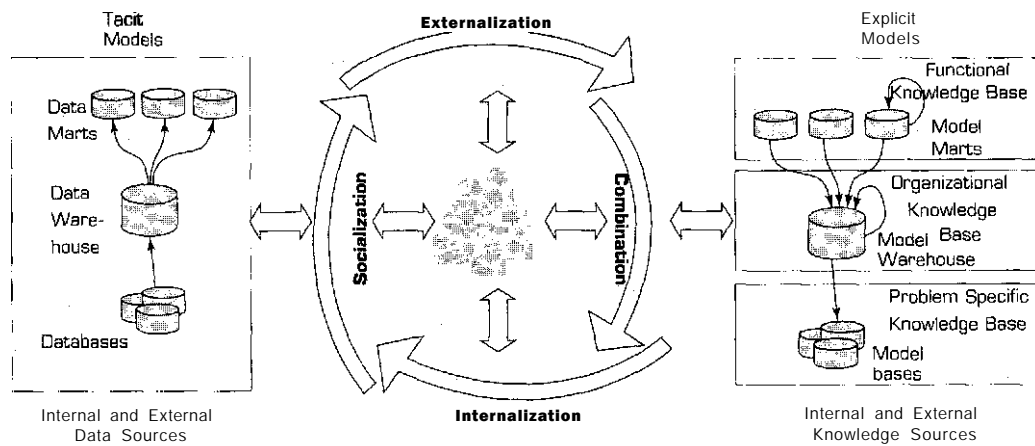 Tacit
Models
Data
Marts
Data
Ware-
house
Databases
Internal and External
Data Sources
Externalization
Socialization
Combination
Internalization
Explicit
Models
Functional
Knowledge Base
Model
Marts
Organizational
Knowledge
Base
Model
Warehouse
Problem Specific
Knowledge Base
Model
bases
Internal and External
Knowledge Sources